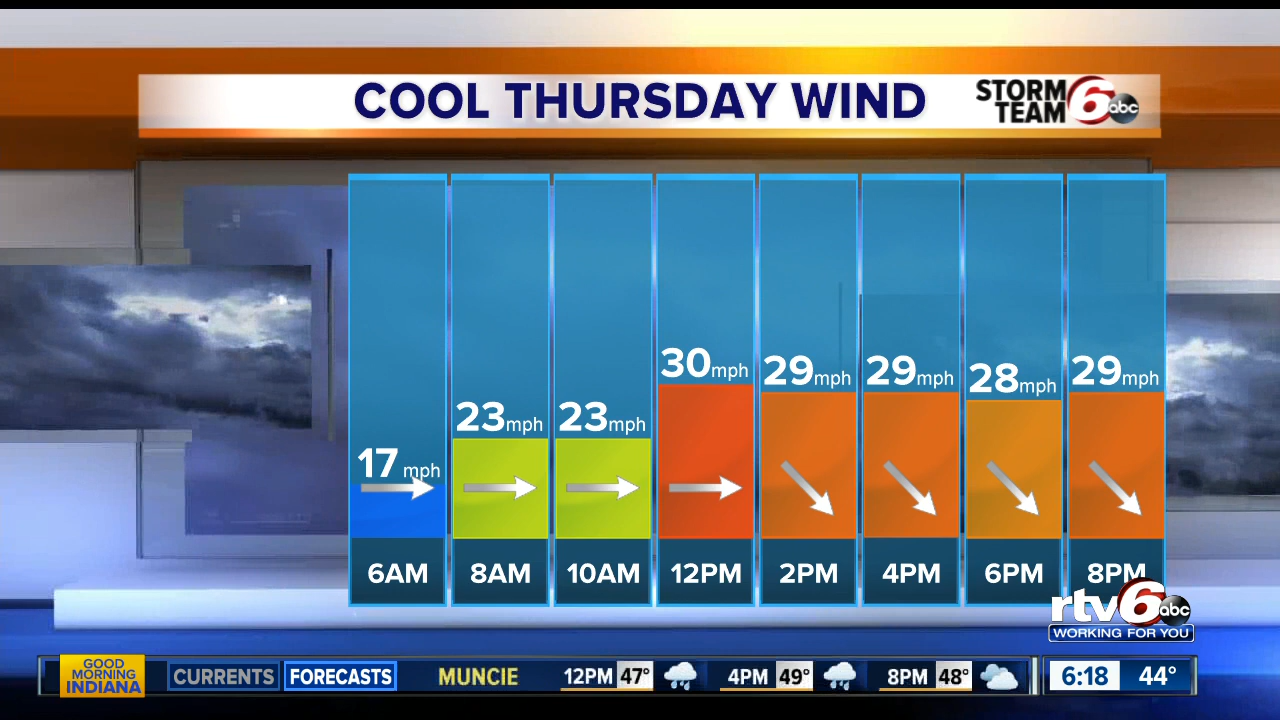 COOL THURSDAY WIND
STORM
TEAM 6 abc
17 mph
23 mph
23 mph
30 mph
29 mph
29 mph
28 mph
29 mph
6AM 8AM 10AM 12PM 2PM 4PM 6PM 8PM
rtv6 abc
WORKING FOR YOU
GOOD
MORNING
INDIANA
CURRENTS FORECASTS MUNCIE 12PM 47° 4PM 49° 8PM 48° 6:18 44°